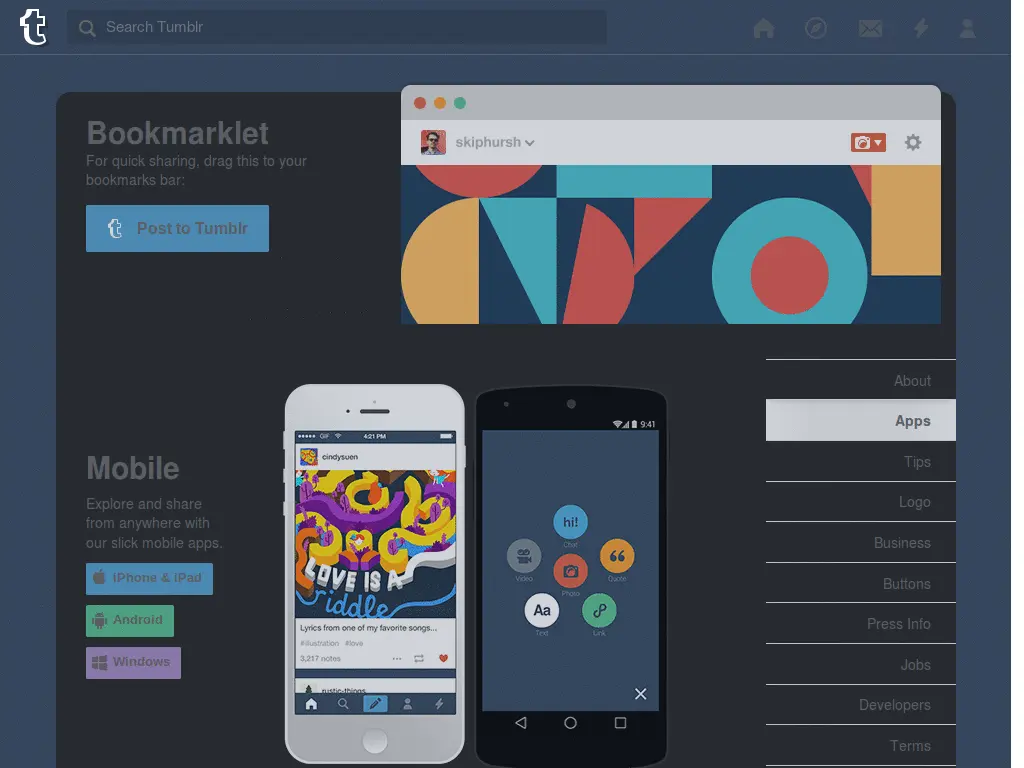 t
Search Tumblr
Bookmarklet
For quick sharing, drag this to your
bookmarks bar:
t Post to Tumblr
skiphursh
Mobile
Explore and share
from anywhere with
our slick mobile apps.
iPhone & iPad
Android
Windows
GIF 4:21 PM
cindysuen
LOVE IS A
riddle
Lyrics from one of my favorite songs...
#illustration #love
3,217 notes
rustic-things
9:41
hi!
Chat
Video
Quote
Photo
Aa
Text
Link
About
Apps
Tips
Logo
Business
Buttons
Press Info
Jobs
Developers
Terms